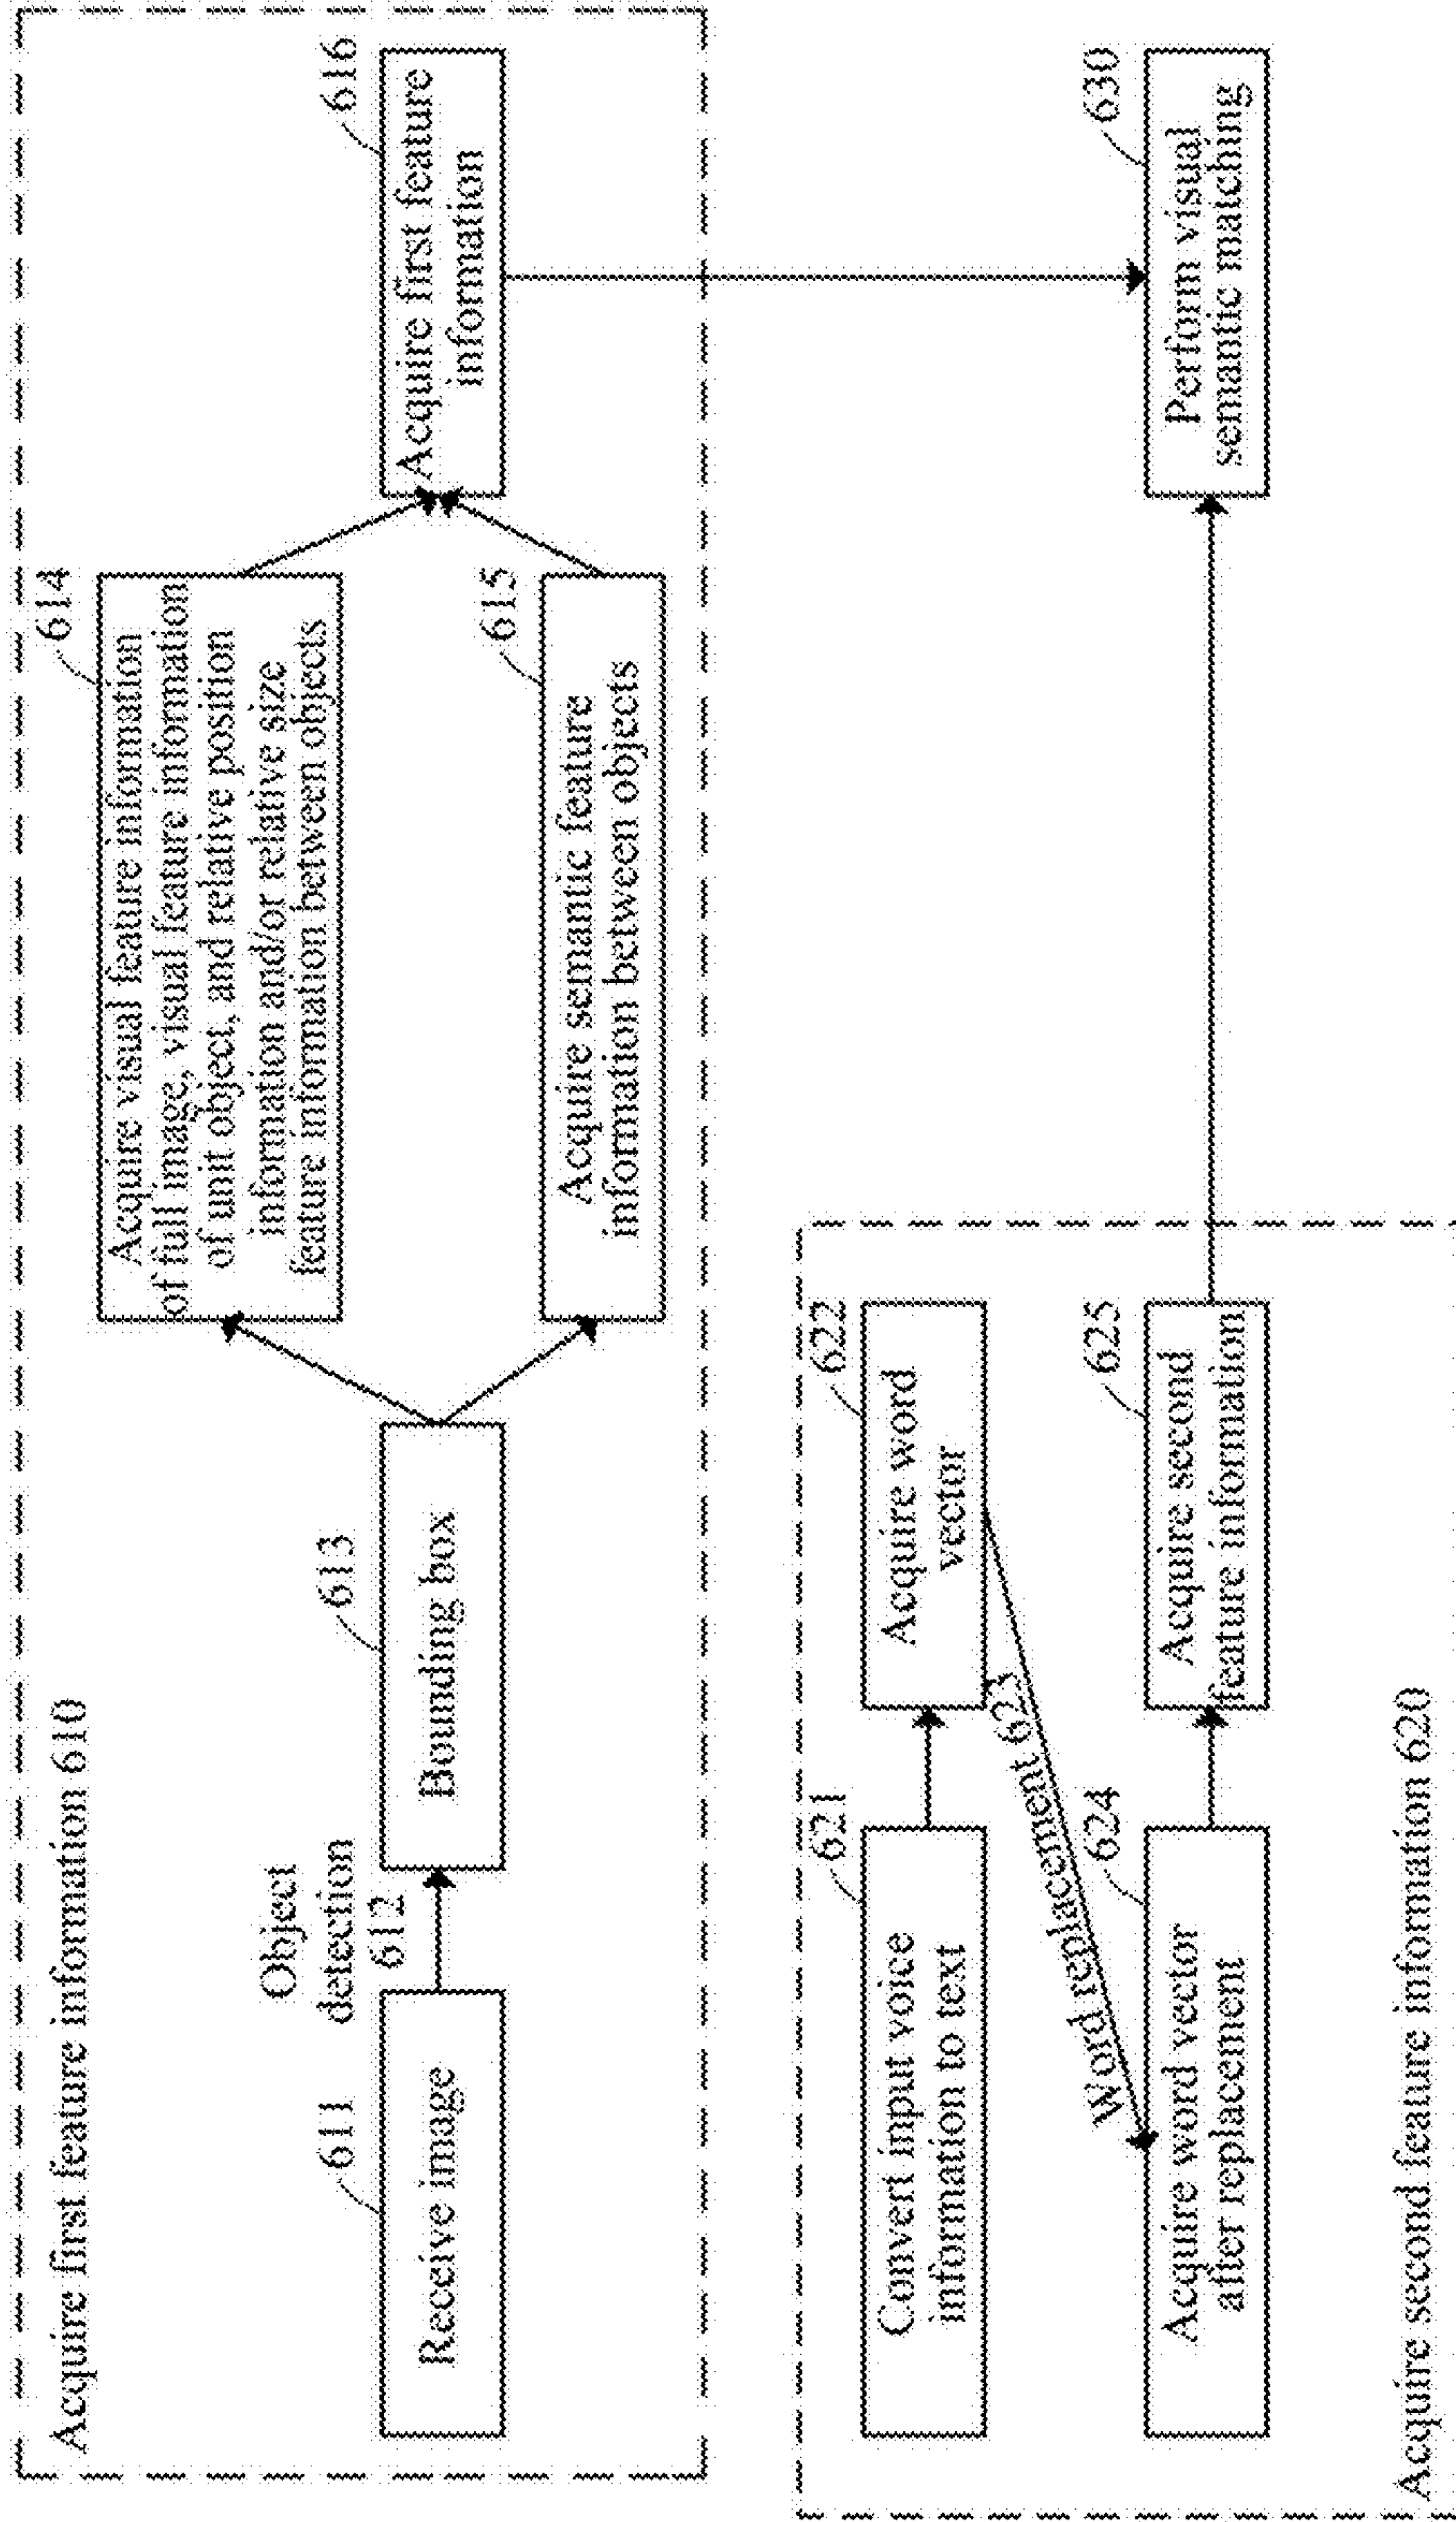 Acquire first feature information 610
611
Receive image
Object
detection
612
613
Bounding box
614
Acquire visual feature information
of full image, visual feature information
of unit object, and relative position
information and/or relative size
feature information between objects
615
Acquire semantic feature
information between objects
616
Acquire first feature
information
621
Convert input voice
information to text
622
Acquire word
vector
Word replacement 623
624
Acquire word vector
after replacement
625
Acquire second
feature information
Acquire second feature information 620
630
Perform visual
semantic matching